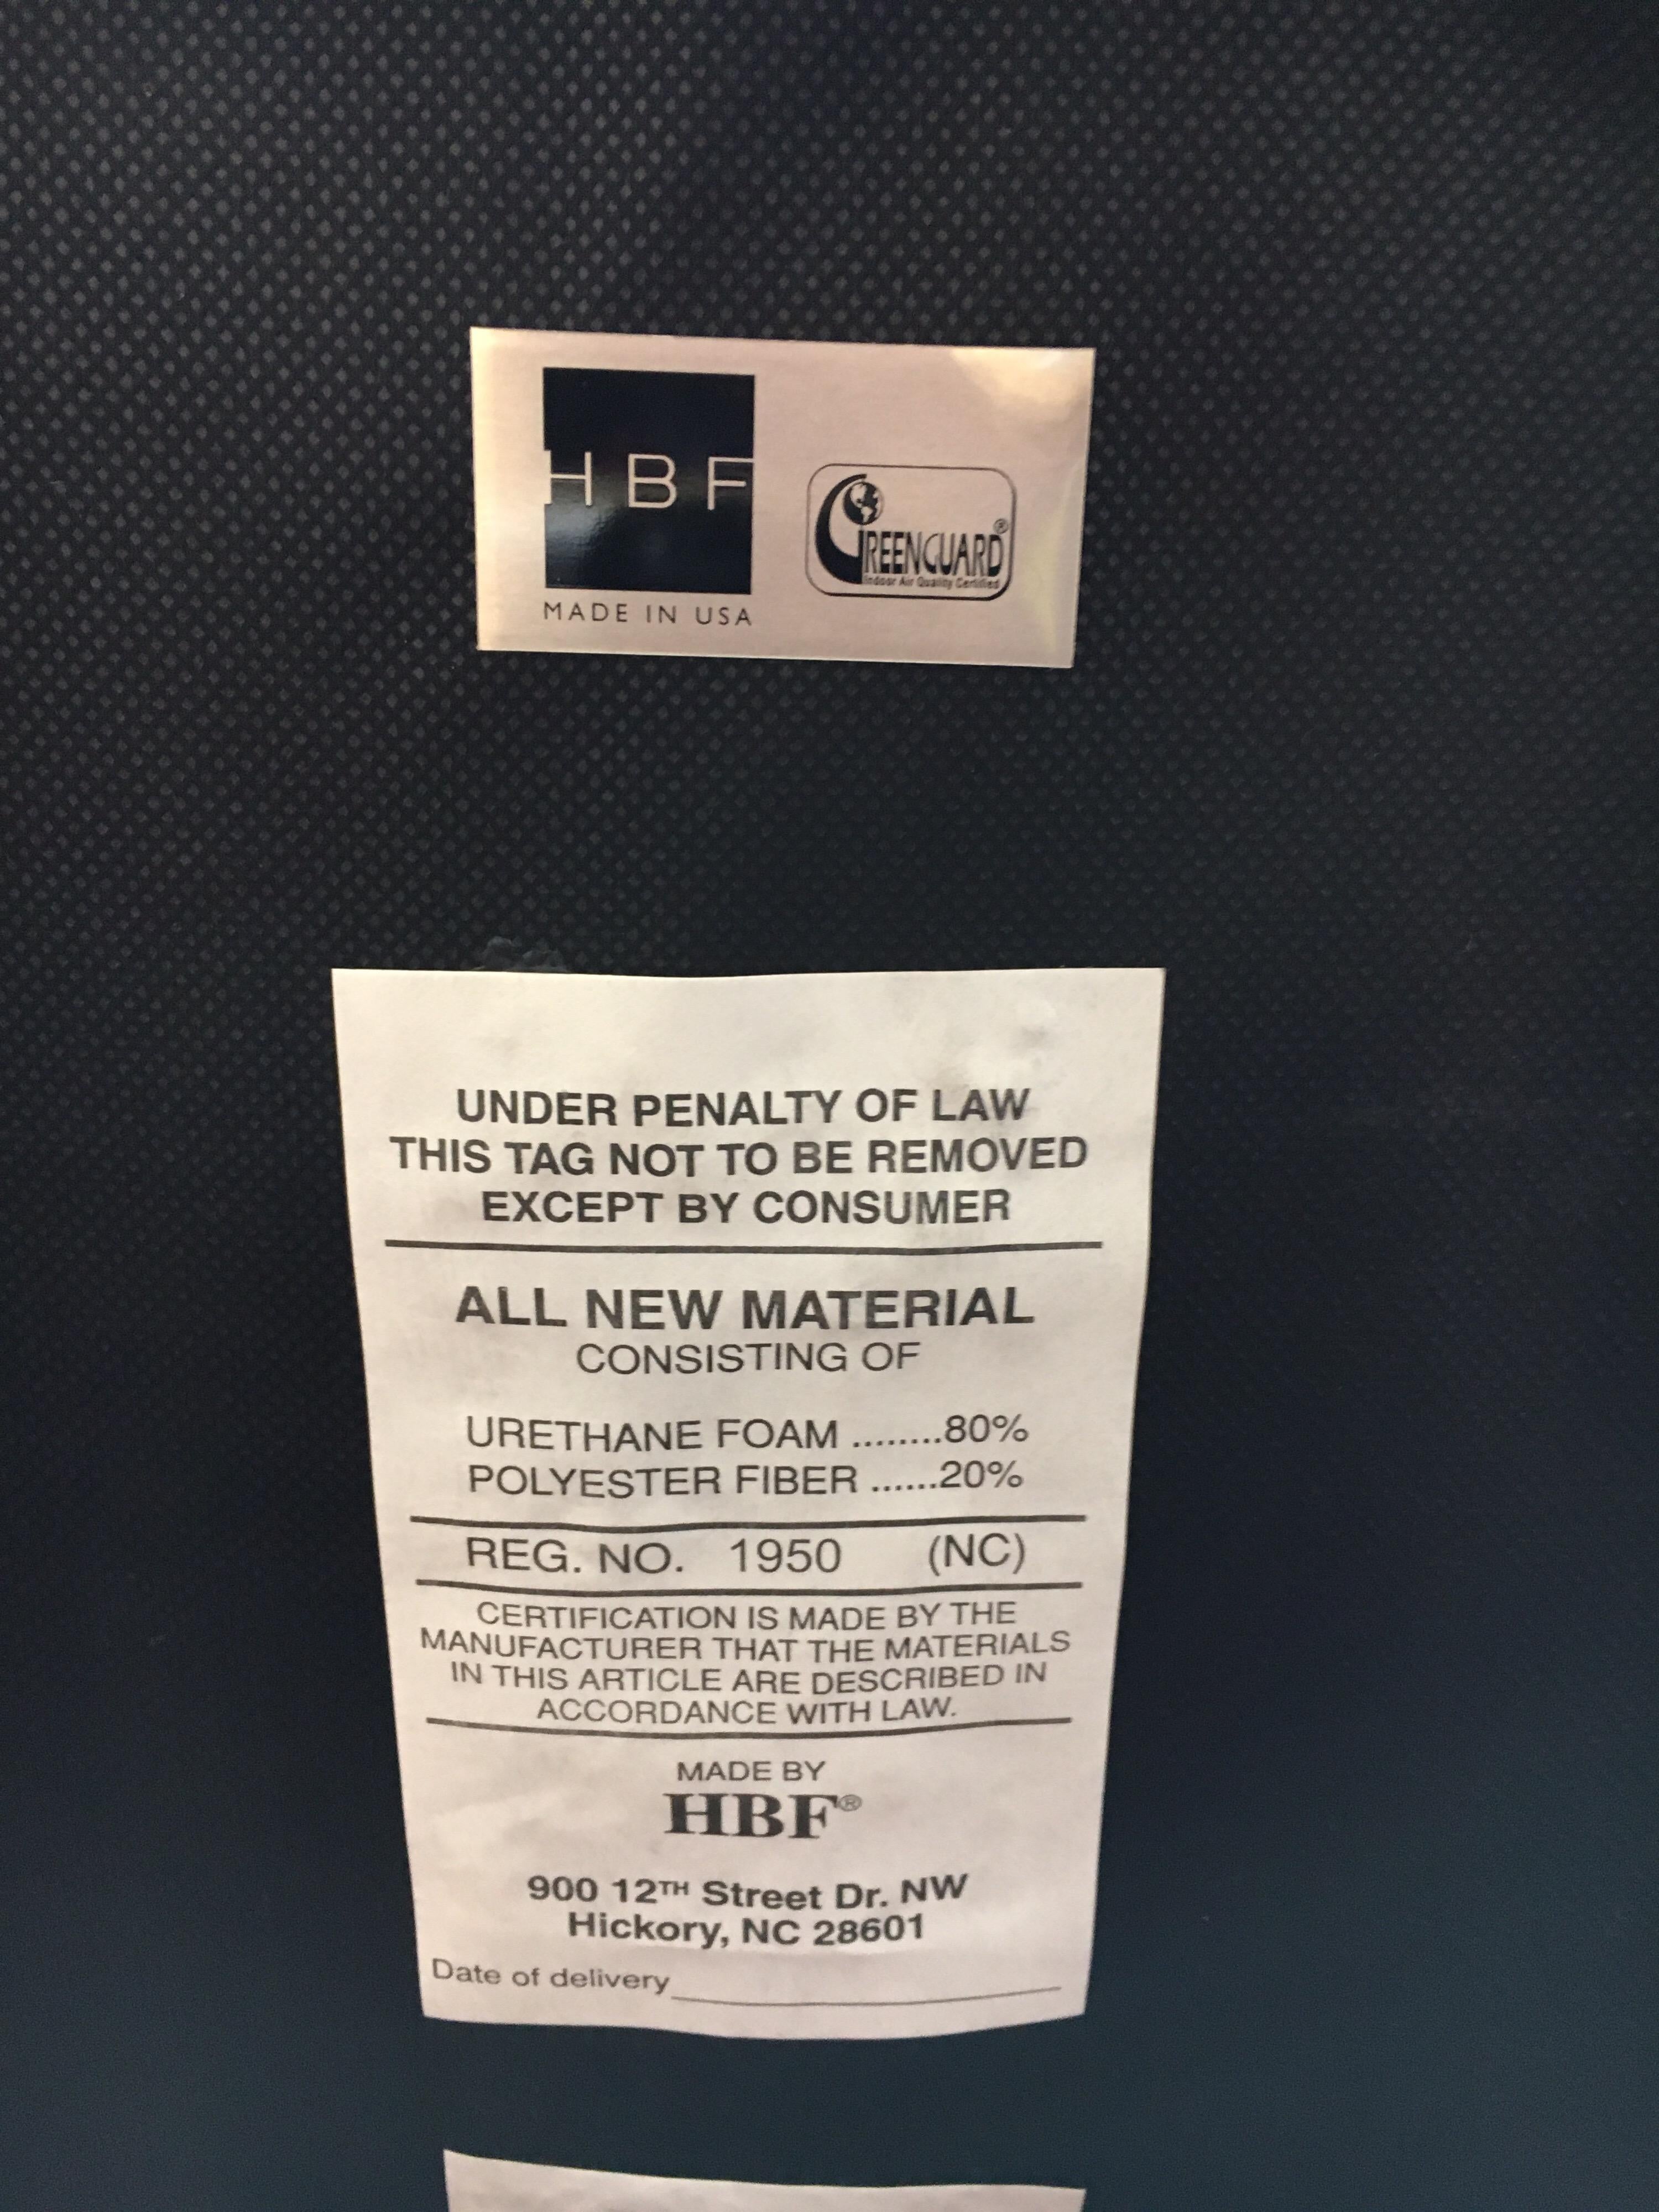 HBF
MADE IN USA
GREENGUARD®
Indoor Air Quality Certified
UNDER PENALTY OF LAW
THIS TAG NOT TO BE REMOVED
EXCEPT BY CONSUMER
ALL NEW MATERIAL
CONSISTING OF
URETHANE FOAM ........80%
POLYESTER FIBER ......20%
REG. NO. 1950 (NC)
CERTIFICATION IS MADE BY THE
MANUFACTURER THAT THE MATERIALS
IN THIS ARTICLE ARE DESCRIBED IN
ACCORDANCE WITH LAW.
MADE BY
HBF®
900 12TH Street Dr. NW
Hickory, NC 28601
Date of delivery